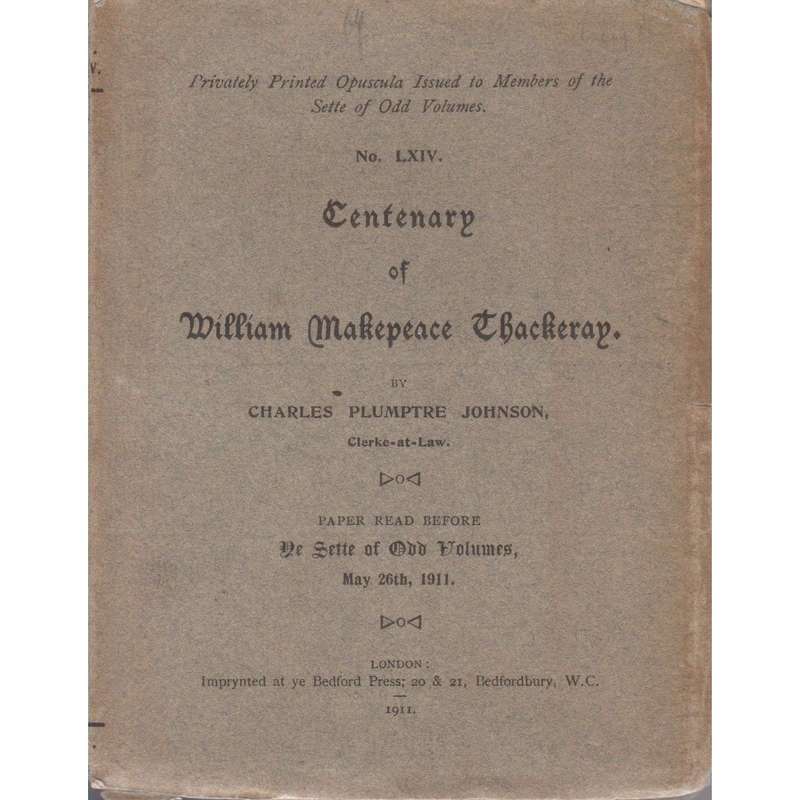 V.
Privately Printed Opuscula Issued to Members of the
Sette of Odd Volumes.
No. LXIV.
Centenary
of
William Makepeace Thackeray.
BY
CHARLES PLUMPTRE JOHNSON,
Clerke-at-Law.
PAPER READ BEFORE
Ye Sette of Odd Volumes,
May 26th, 1911.
LONDON:
Imprynted at ye Bedford Press; 20 & 21, Bedfordbury, W.C.
1911.